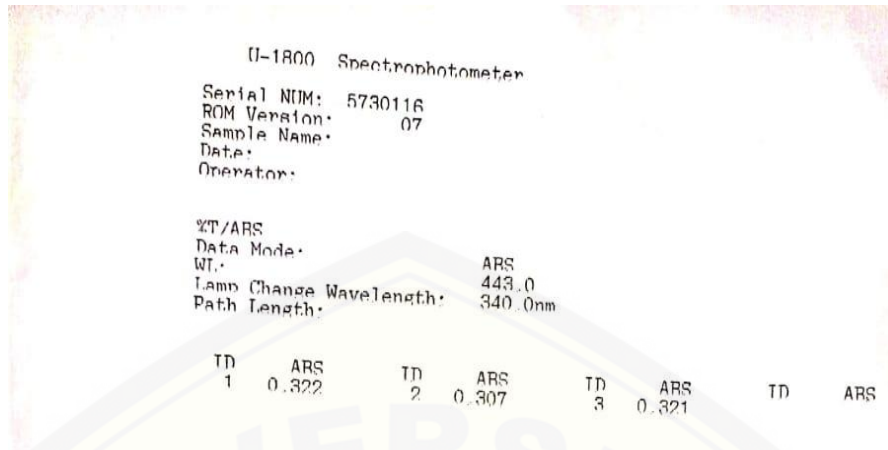 U-1800 Spectrophotometer
Serial NUM: 5730116
ROM Version: 07
Sample Name:
Date:
Operator:
%T/ABS
Data Mode: ABS
WL: 443.0
Lamp Change Wavelength: 340.0nm
Path Length:
ID ABS ID ABS ID ABS ID ABS
1 0.322 2 0.307 3 0.321